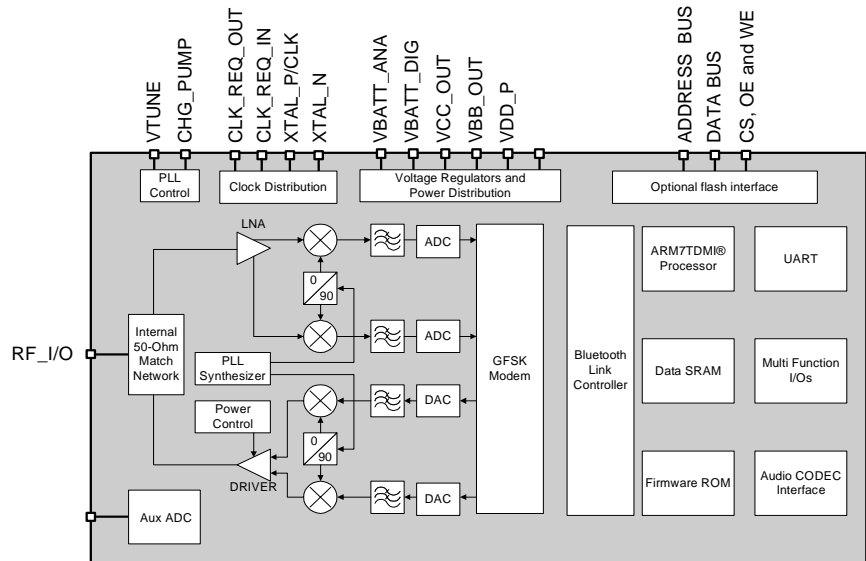 VTUNE
CHG_PUMP
CLK_REQ_OUT
CLK_REQ_IN
XTAL_P/CLK
XTAL_N
VBATT_ANA
VBATT_DIG
VCC_OUT
VBB_OUT
VDD_P
ADDRESS BUS
DATA BUS
CS, OE and WE
PLL
Control
Clock Distribution
Voltage Regulators and
Power Distribution
Optional flash interface
LNA
ADC
0
90
ADC
RF_I/O
Internal
50-Ohm
Match
Network
PLL
Synthesizer
Power
Control
DRIVER
DAC
0
90
DAC
Aux ADC
GFSK
Modem
Bluetooth
Link
Controller
ARM7TDMI®
Processor
UART
Data SRAM
Multi Function
I/Os
Firmware ROM
Audio CODEC
Interface